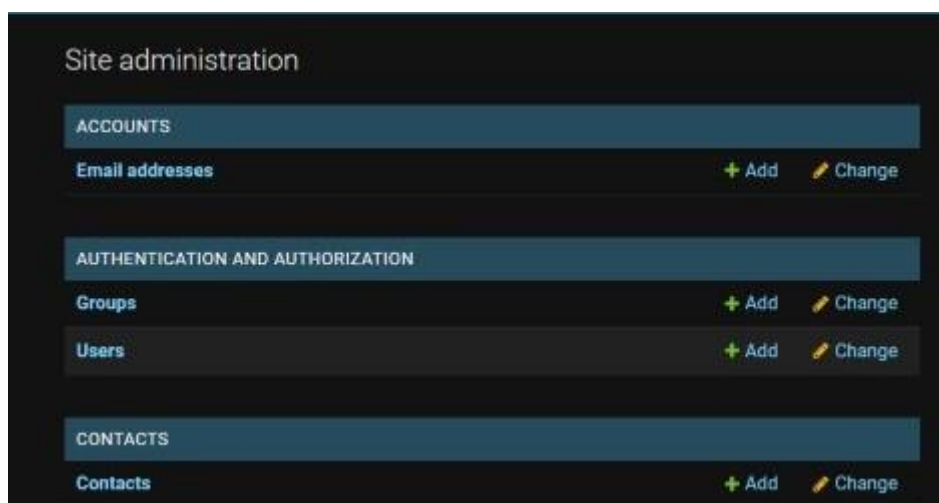 Site administration
ACCOUNTS
Email addresses Add Change
AUTHENTICATION AND AUTHORIZATION
Groups Add Change
Users Add Change
CONTACTS
Contacts Add Change